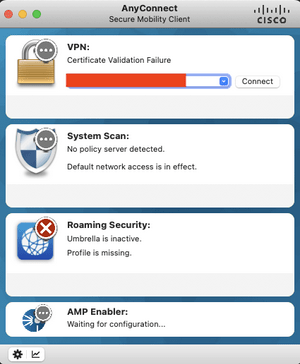 AnyConnect
Secure Mobility Client
CISCO
VPN:
Certificate Validation Failure
Connect
System Scan:
No policy server detected.
Default network access is in effect.
Roaming Security:
Umbrella is inactive.
Profile is missing.
AMP Enabler:
Waiting for configuration...